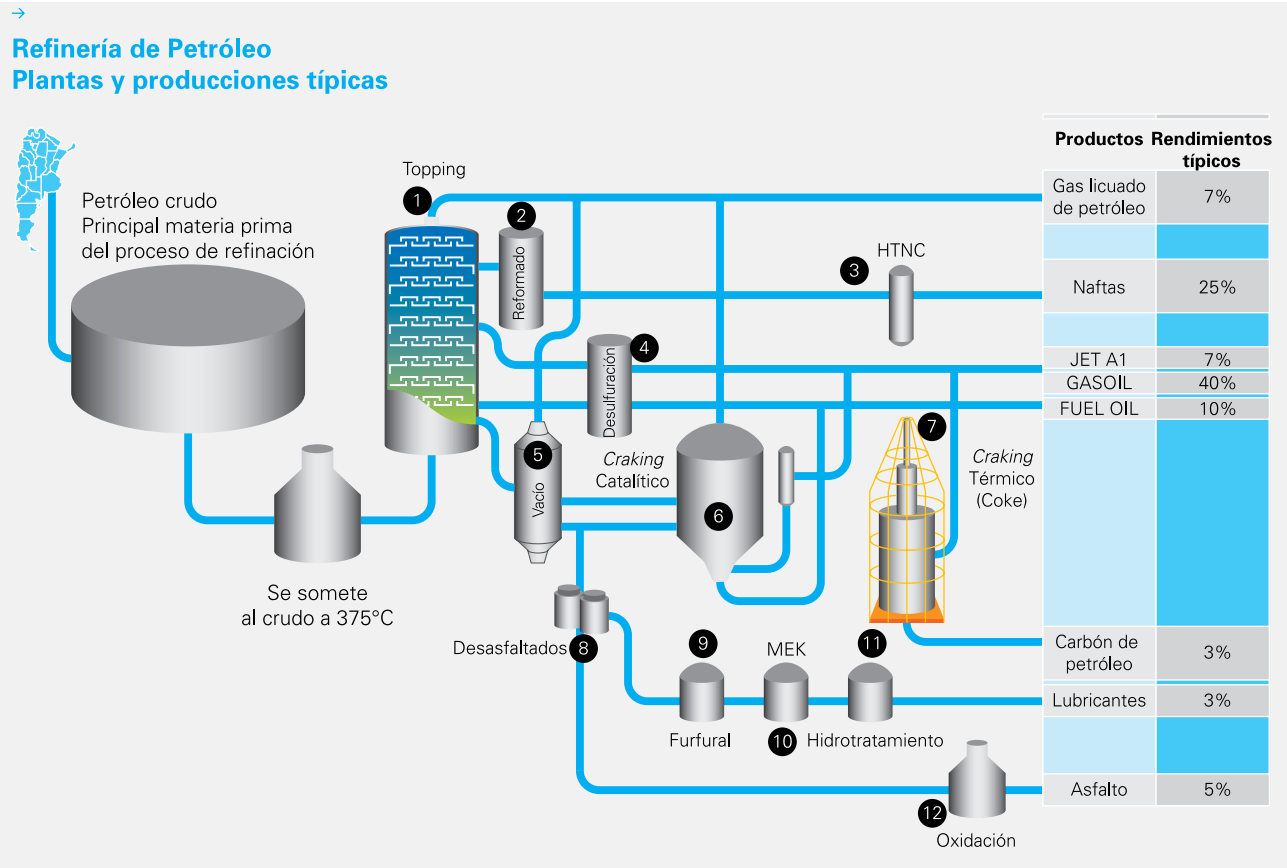 →
Refinería de Petróleo
Plantas y producciones típicas
Petróleo crudo
Principal materia prima
del proceso de refinación
Se somete
al crudo a 375°C
Topping
1
2
Reformado
3
HTNC
4
Desulfuración
5
Vacío
Craking
Catalítico
6
7
Craking
Térmico
(Coke)
Desasfaltados
8
9
Furfural
MEK
10
11
Hidrotratamiento
12
Oxidación
Productos Rendimientos
típicos
Gas licuado
de petróleo 7%
Naftas 25%
JET A1 7%
GASOIL 40%
FUEL OIL 10%
Carbón de
petróleo 3%
Lubricantes 3%
Asfalto 5%